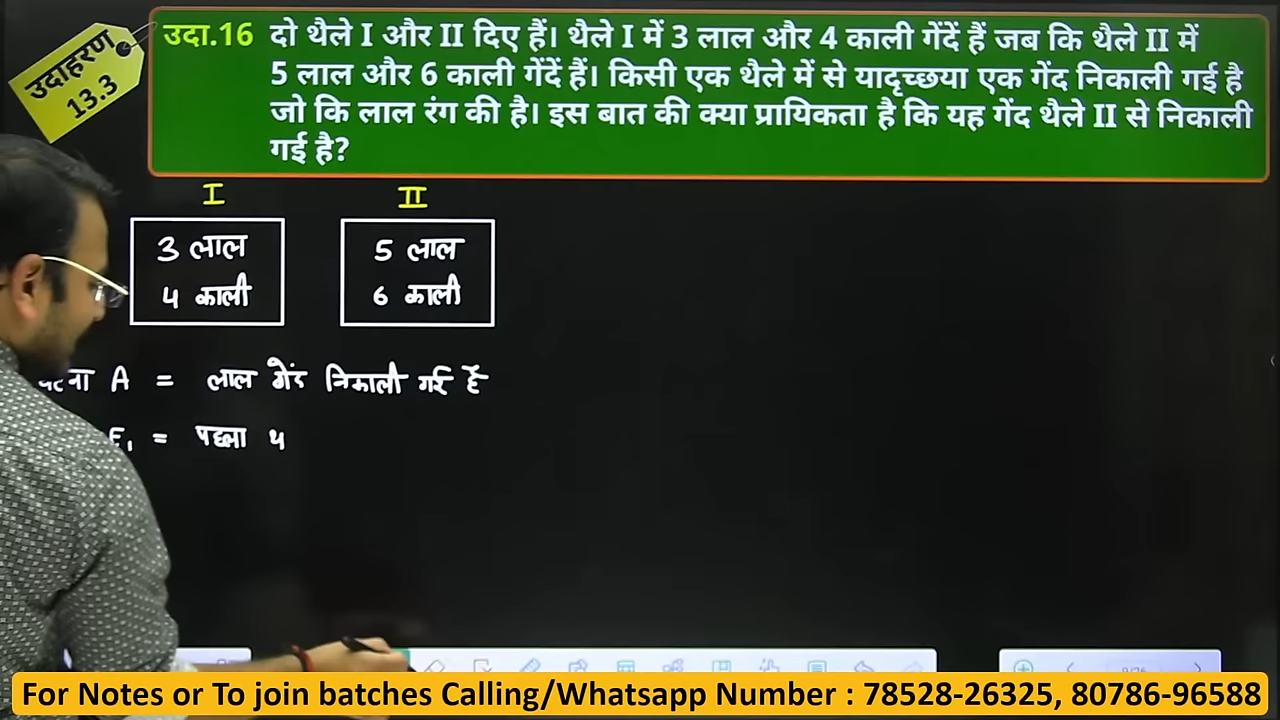 उदाहरण
13.3
उदा.16 दो थैले I और II दिए हैं। थैले I में 3 लाल और 4 काली गेंदें हैं जब कि थैले II में
5 लाल और 6 काली गेंदें हैं। किसी एक थैले में से यादृच्छया एक गेंद निकाली गई है
जो कि लाल रंग की है। इस बात की क्या प्रायिकता है कि यह गेंद थैले II से निकाली
गई है?
I II
3 लाल 5 लाल
4 काली 6 काली
A = लाल गेंद निकाली गई है
E₁ = पहला थ
For Notes or To join batches Calling/Whatsapp Number : 78528-26325, 80786-96588